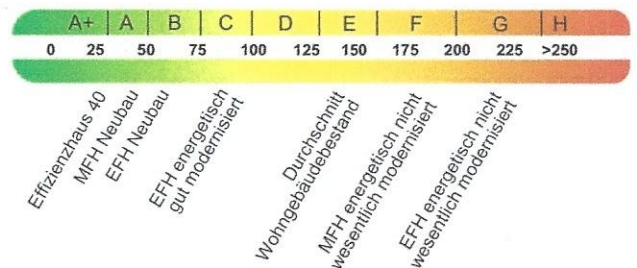 A+ A B C D E F G H
0 25 50 75 100 125 150 175 200 225 >250
Effizienzhaus 40
MFH Neubau
EFH Neubau
EFH energetisch
gut modernisiert
Durchschnitt
Wohngebäudebestand
MFH energetisch nicht
wesentlich modernisiert
EFH energetisch nicht
wesentlich modernisiert